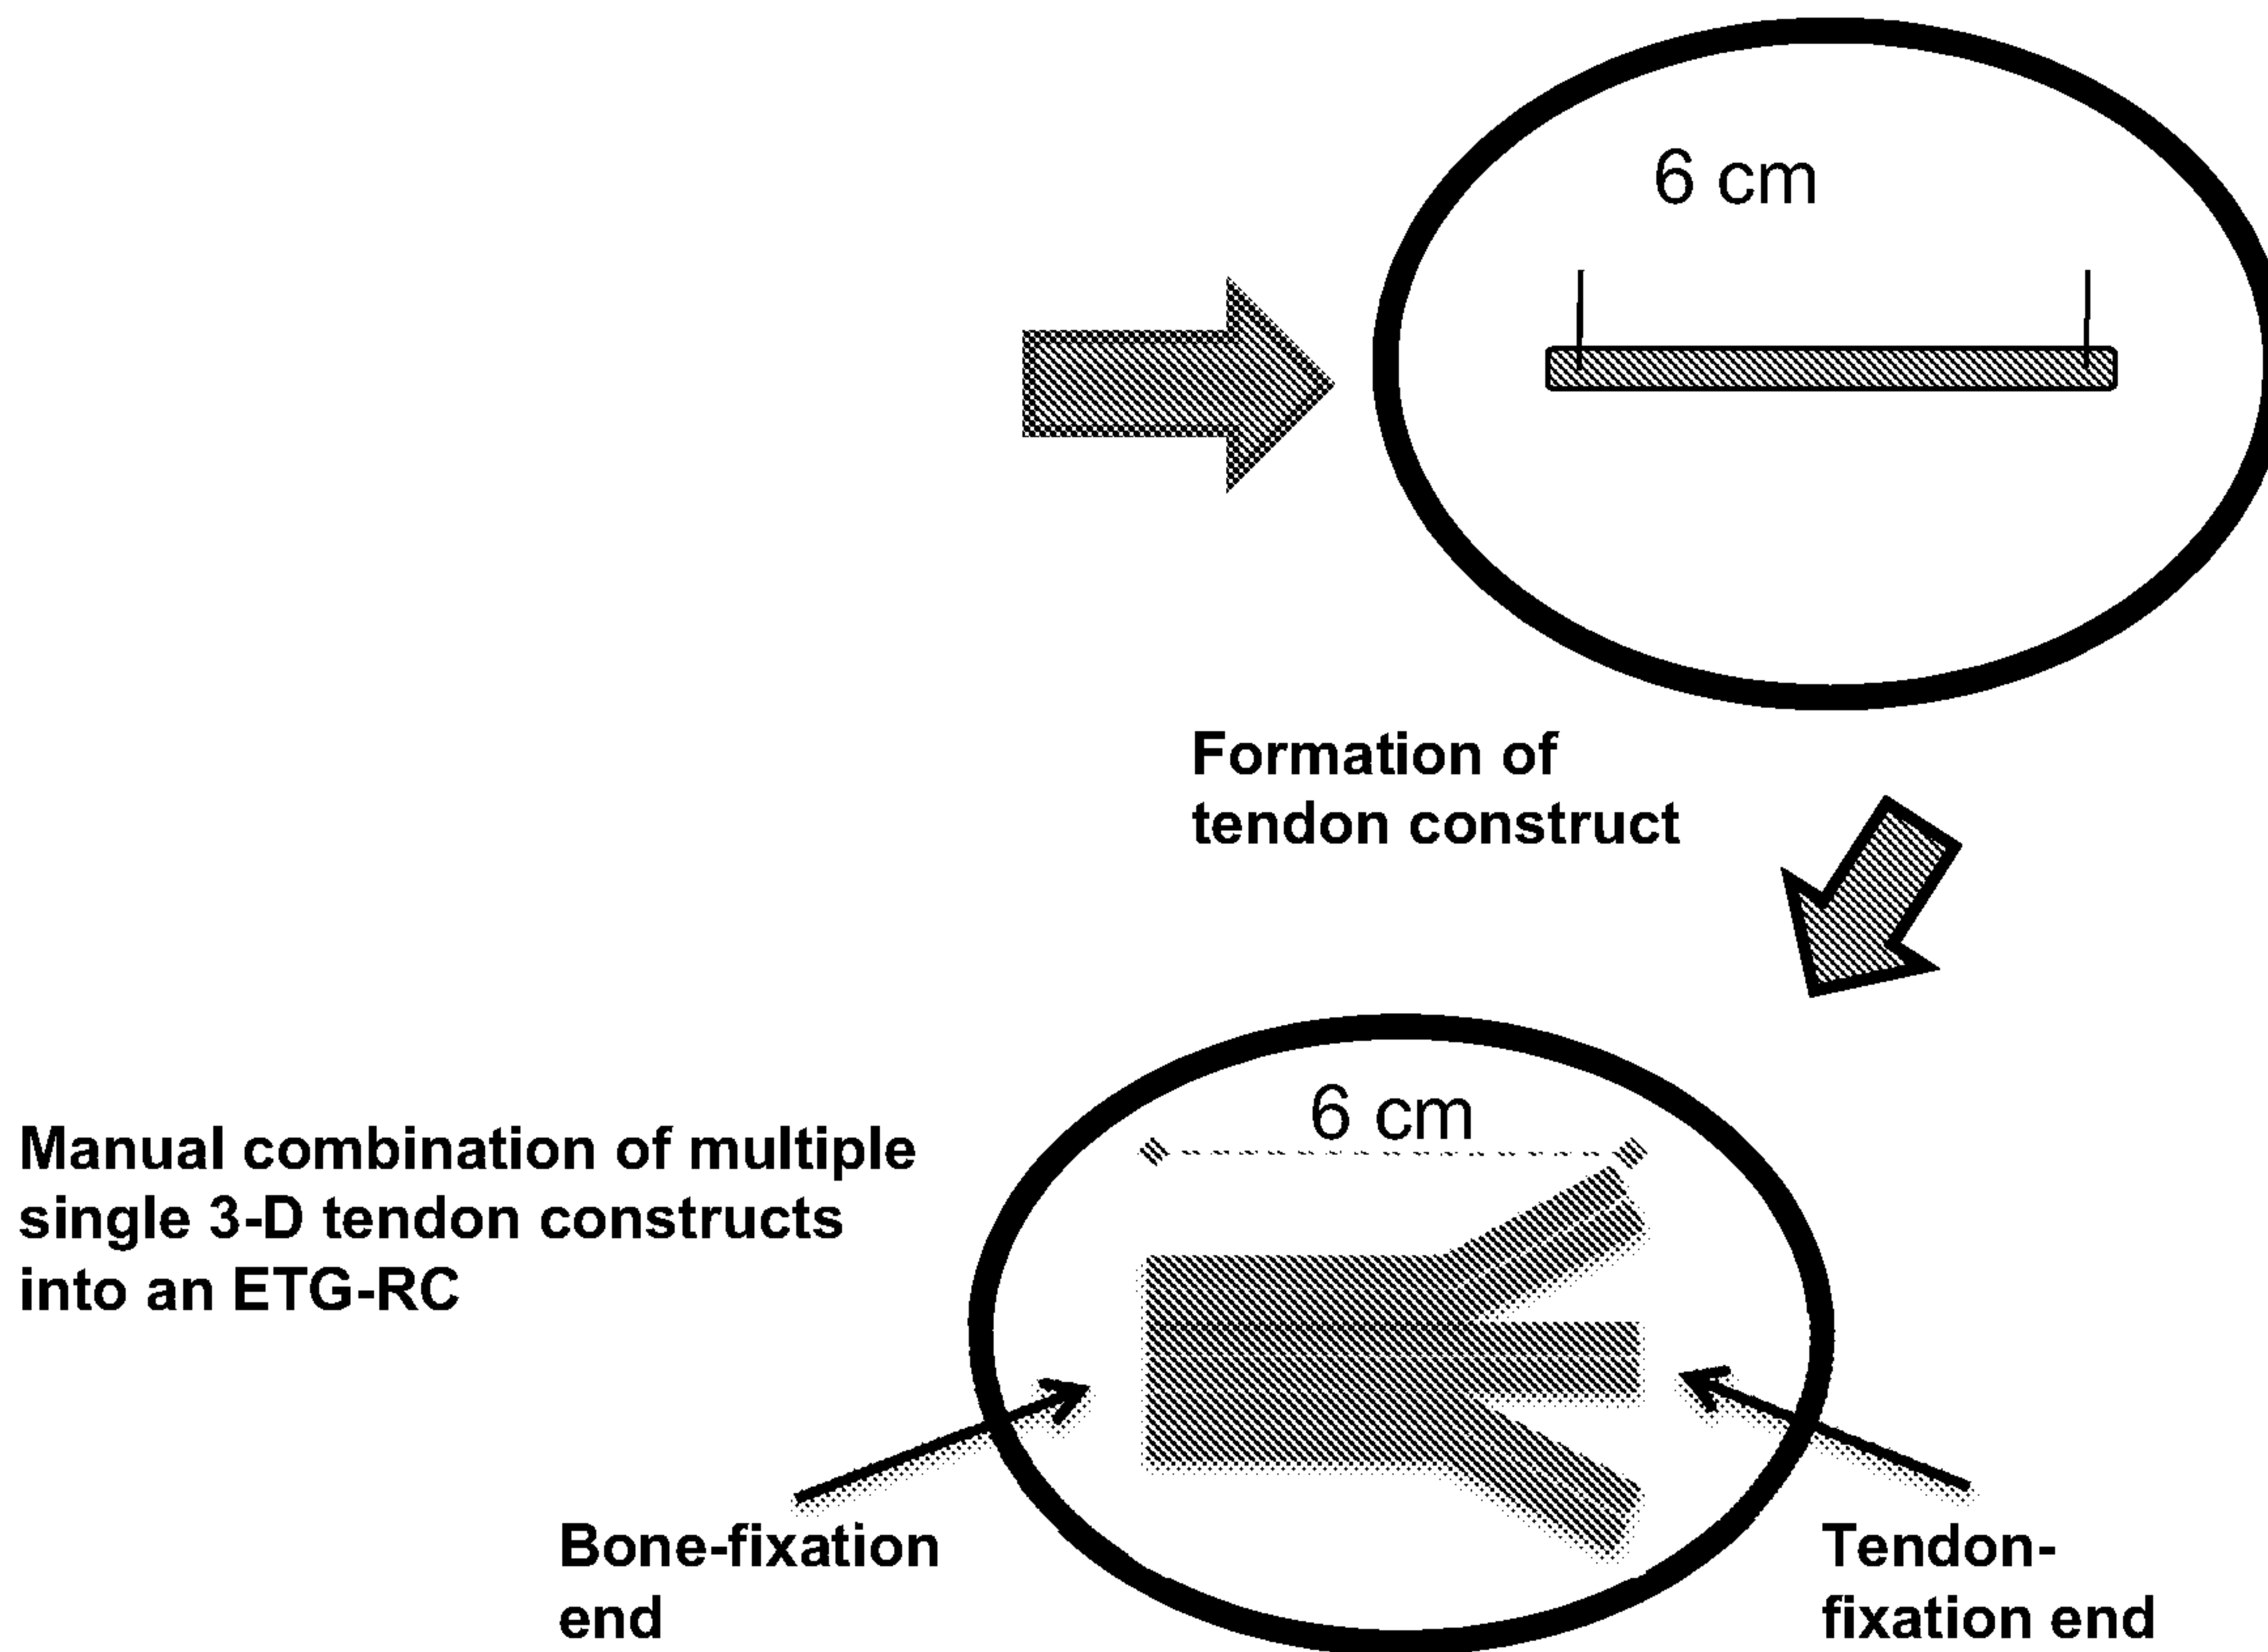 6 cm
Formation of
tendon construct
6 cm
Manual combination of multiple
single 3-D tendon constructs
into an ETG-RC
Bone-fixation
end
Tendon-
fixation end